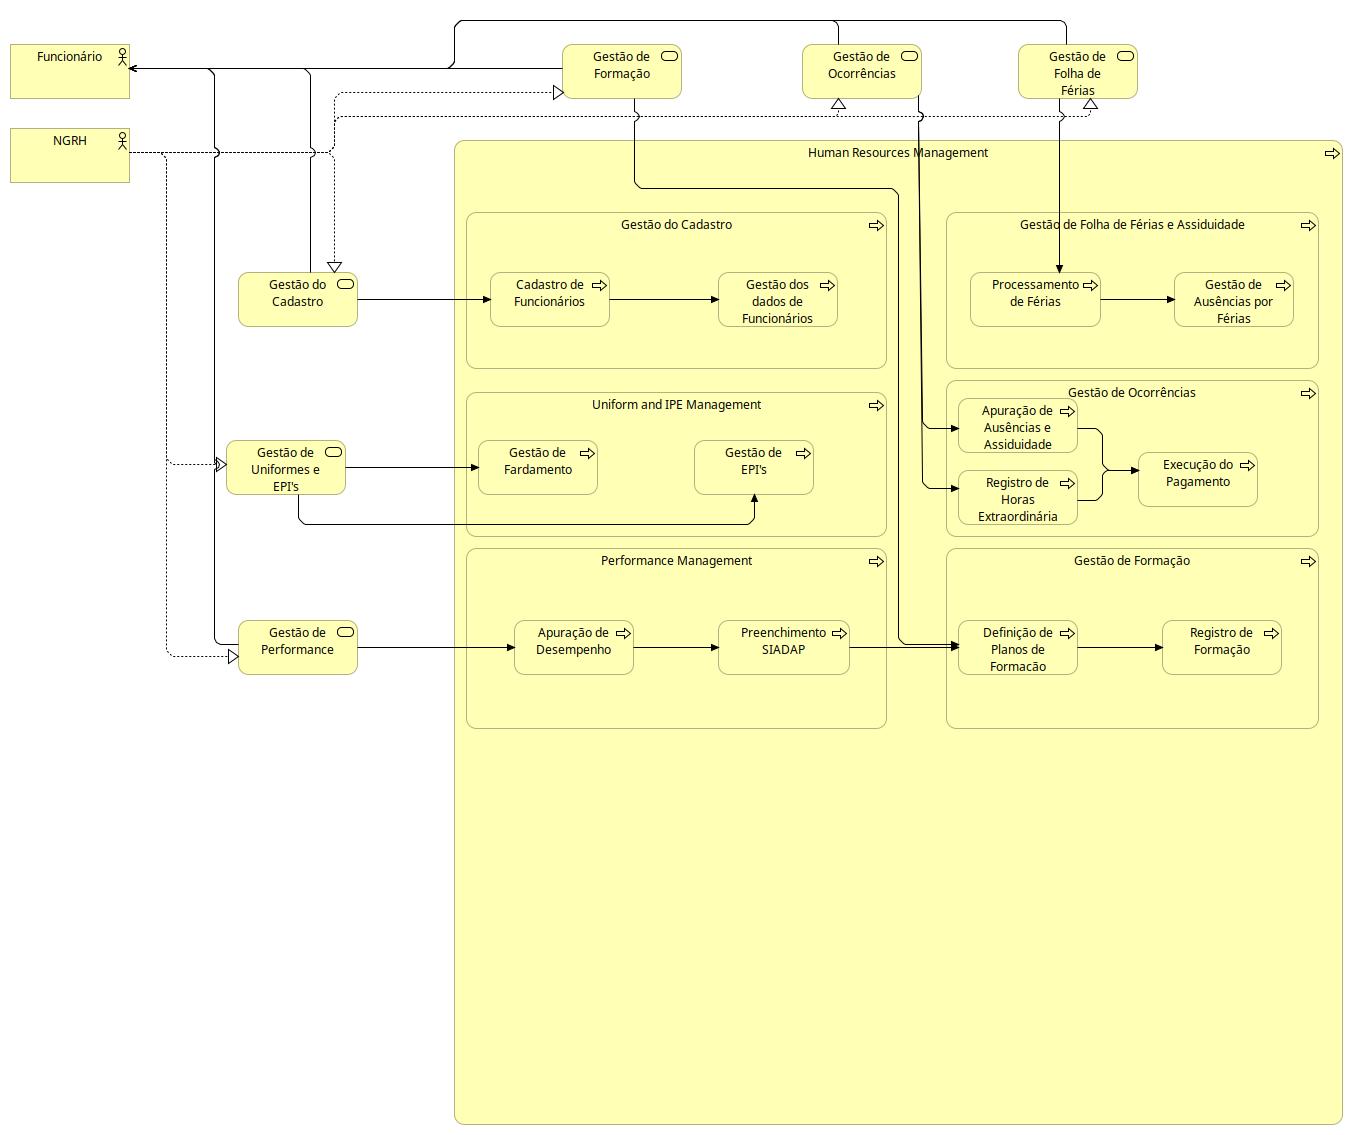 Funcionário
Gestão de
Formação
Gestão de
Ocorrências
Gestão de
Folha de
Férias
NGRH
Human Resources Management
Gestão do Cadastro
Gestão de Folha de Férias e Assiduidade
Gestão do
Cadastro
Cadastro de
Funcionários
Gestão dos
dados de
Funcionários
Processamento
de Férias
Gestão de
Ausências por
Férias
Uniform and IPE Management
Gestão de Ocorrências
Apuração de
Ausências e
Assiduidade
Gestão de
Uniformes e
EPI's
Gestão de
Fardamento
Gestão de
EPI's
Registro de
Horas
Extraordinária
Execução do
Pagamento
Performance Management
Gestão de Formação
Gestão de
Performance
Apuração de
Desempenho
Preenchimento
SIADAP
Definição de
Planos de
Formacão
Registro de
Formação